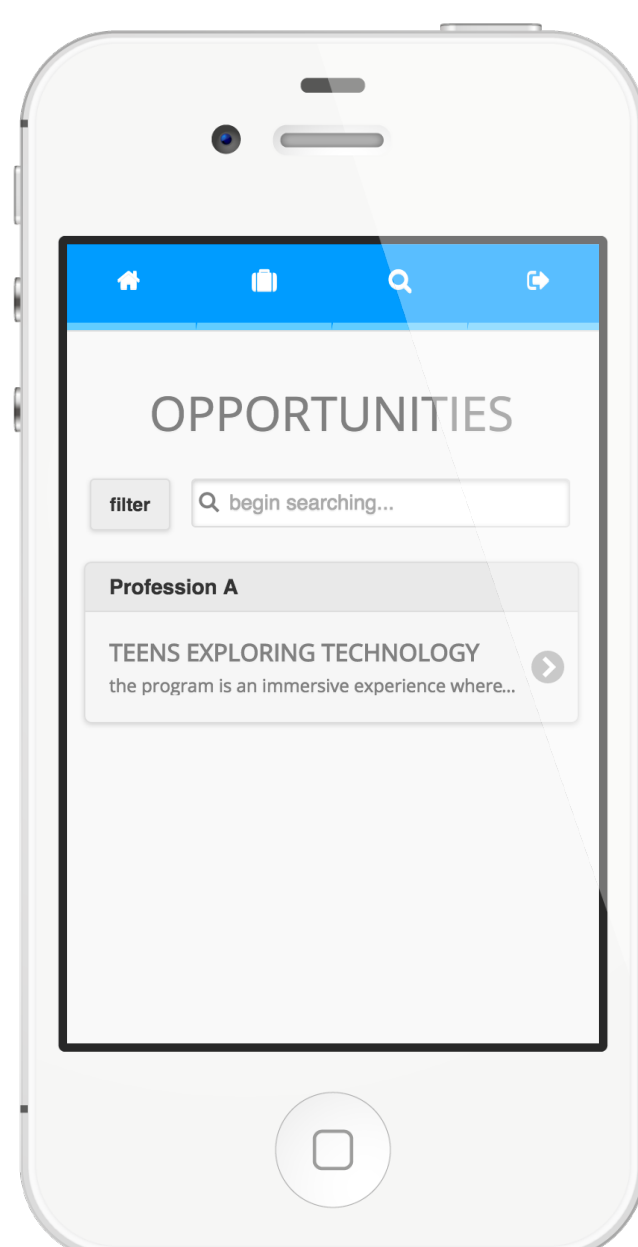 OPPORTUNITIES
filter
begin searching...
Profession A
TEENS EXPLORING TECHNOLOGY
the program is an immersive experience where...